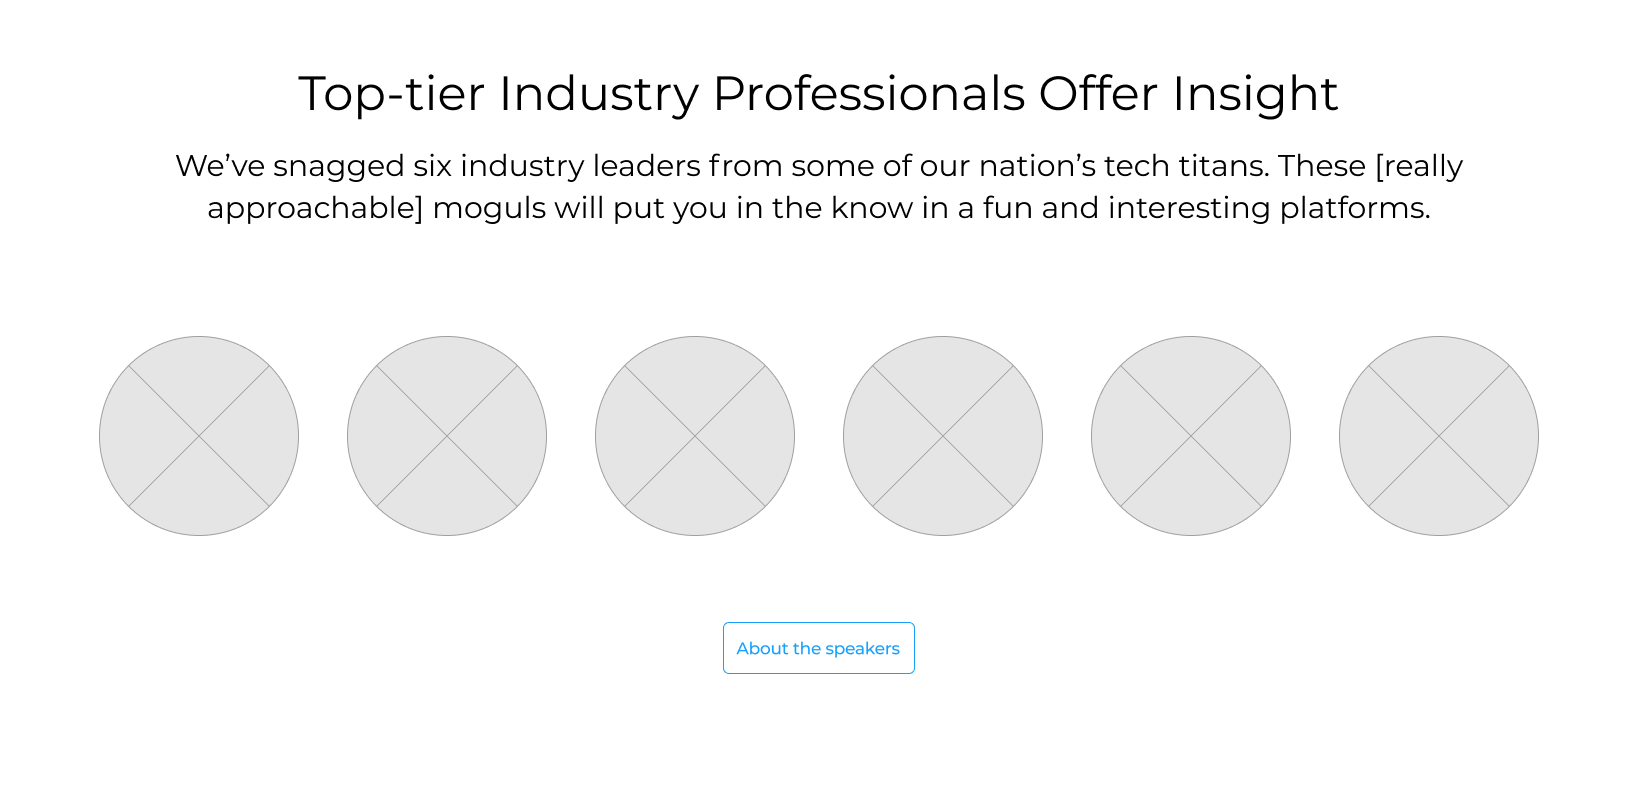 Top-tier Industry Professionals Offer Insight
We’ve snagged six industry leaders from some of our nation’s tech titans. These [really
approachable] moguls will put you in the know in a fun and interesting platforms.
About the speakers